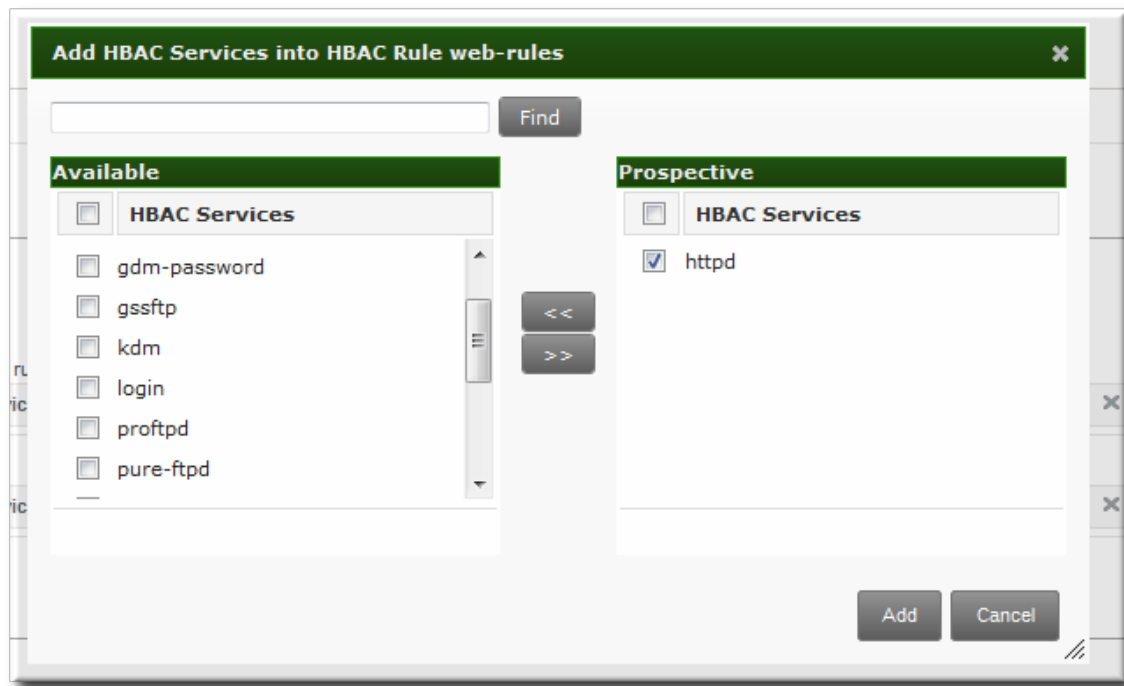 Add HBAC Services into HBAC Rule web-rules
Find
Available
HBAC Services
gdm-password
gssftp
kdm
login
proftpd
pure-ftpd
<<
>>
Prospective
HBAC Services
httpd
Add
Cancel